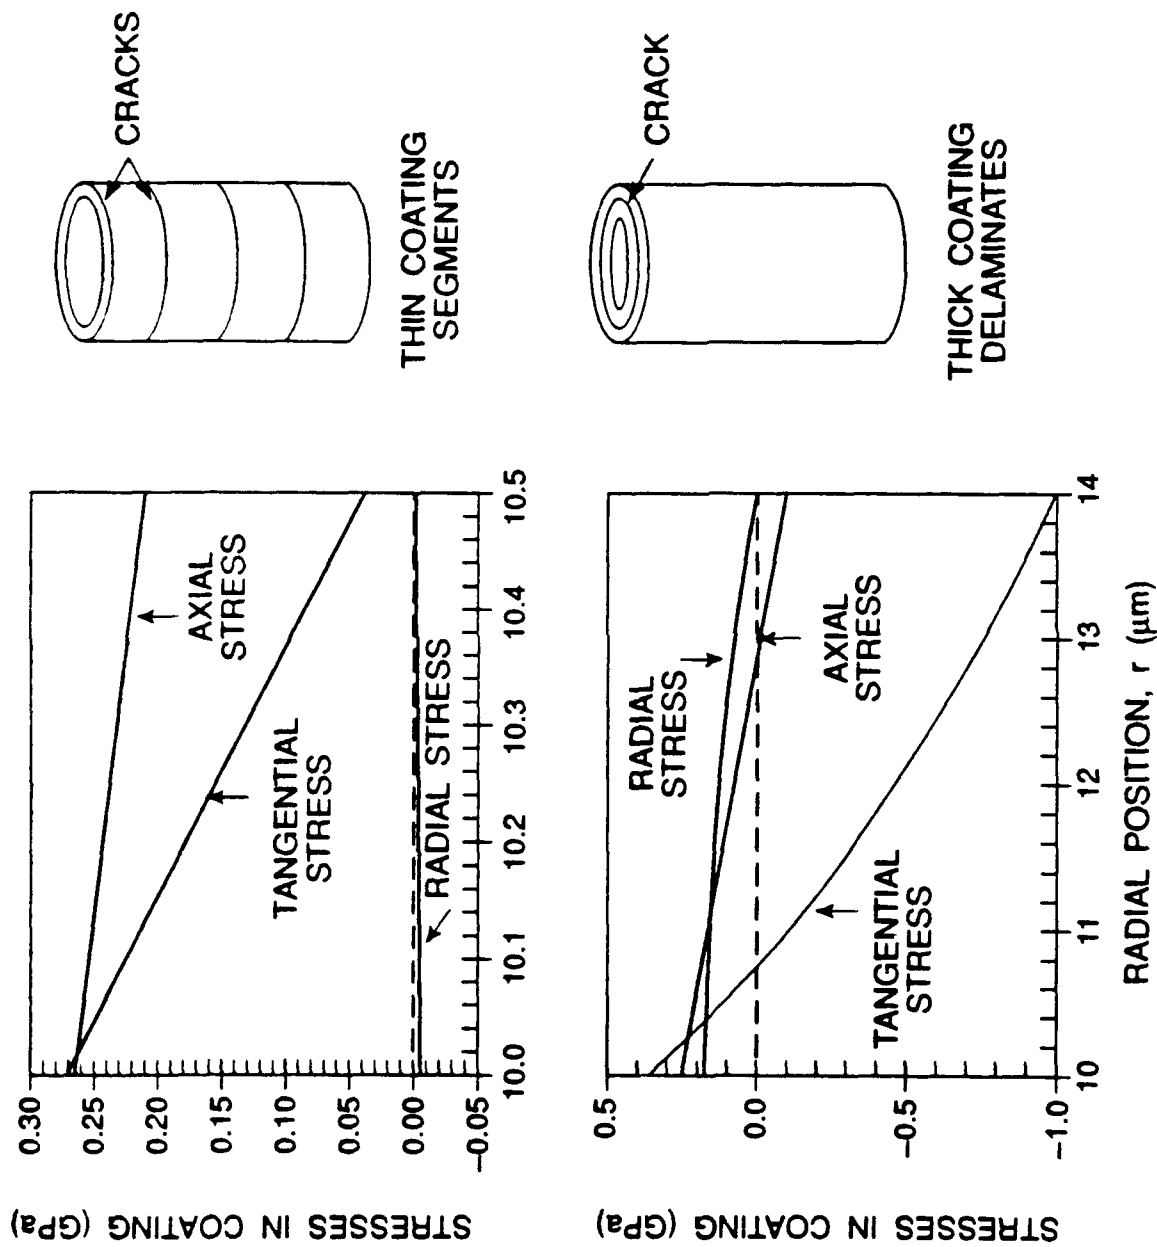 STRESSES IN COATING (GPa)
0.30
0.25
0.20
0.15
0.10
0.05
0.00
-0.05
10.0
10.1
10.2
10.3
10.4
10.5
AXIAL
STRESS
TANGENTIAL
STRESS
RADIAL STRESS
CRACKS
THIN COATING
SEGMENTS
STRESSES IN COATING (GPa)
0.5
0.0
-0.5
-1.0
10
11
12
13
14
RADIAL
STRESS
AXIAL
STRESS
TANGENTIAL
STRESS
RADIAL POSITION, r (μm)
CRACK
THICK COATING
DELAMINATES